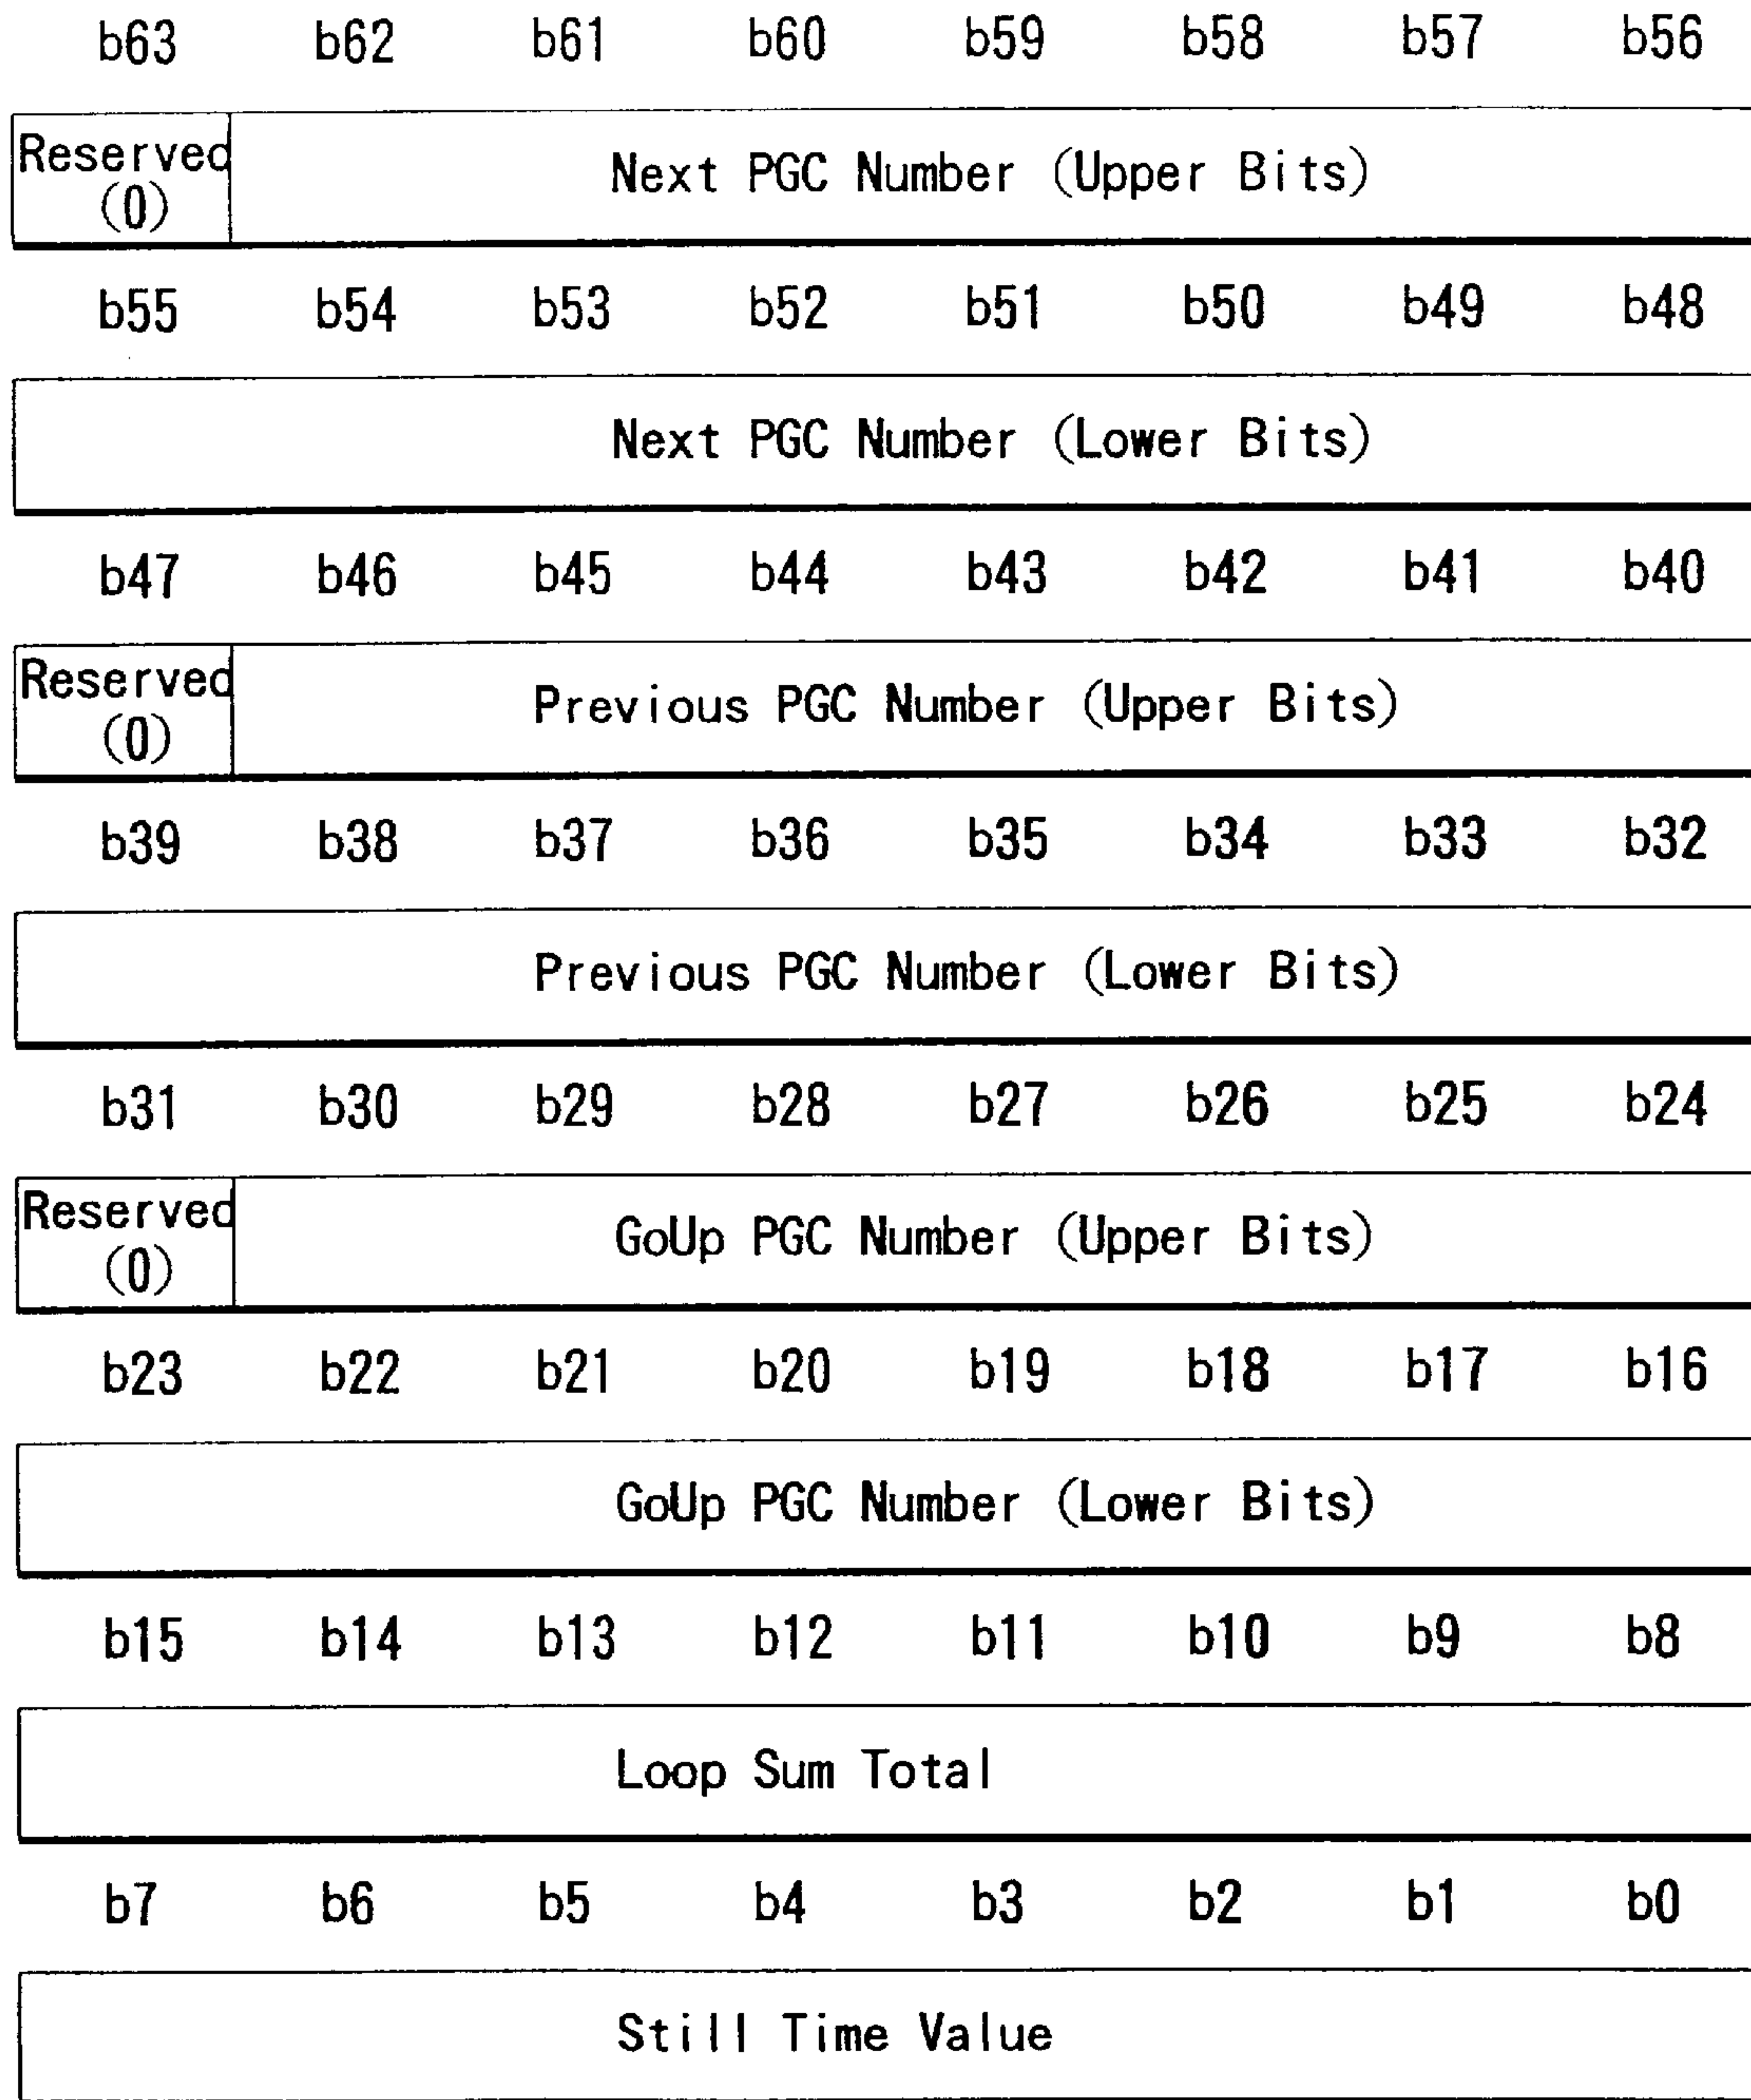 b63 b62 b61 b60 b59 b58 b57 b56
Reserved
(0)
Next PGC Number (Upper Bits)
b55 b54 b53 b52 b51 b50 b49 b48
Next PGC Number (Lower Bits)
b47 b46 b45 b44 b43 b42 b41 b40
Reserved
(0)
Previous PGC Number (Upper Bits)
b39 b38 b37 b36 b35 b34 b33 b32
Previous PGC Number (Lower Bits)
b31 b30 b29 b28 b27 b26 b25 b24
Reserved
(0)
GoUp PGC Number (Upper Bits)
b23 b22 b21 b20 b19 b18 b17 b16
GoUp PGC Number (Lower Bits)
b15 b14 b13 b12 b11 b10 b9 b8
Loop Sum Total
b7 b6 b5 b4 b3 b2 b1 b0
Still Time Value